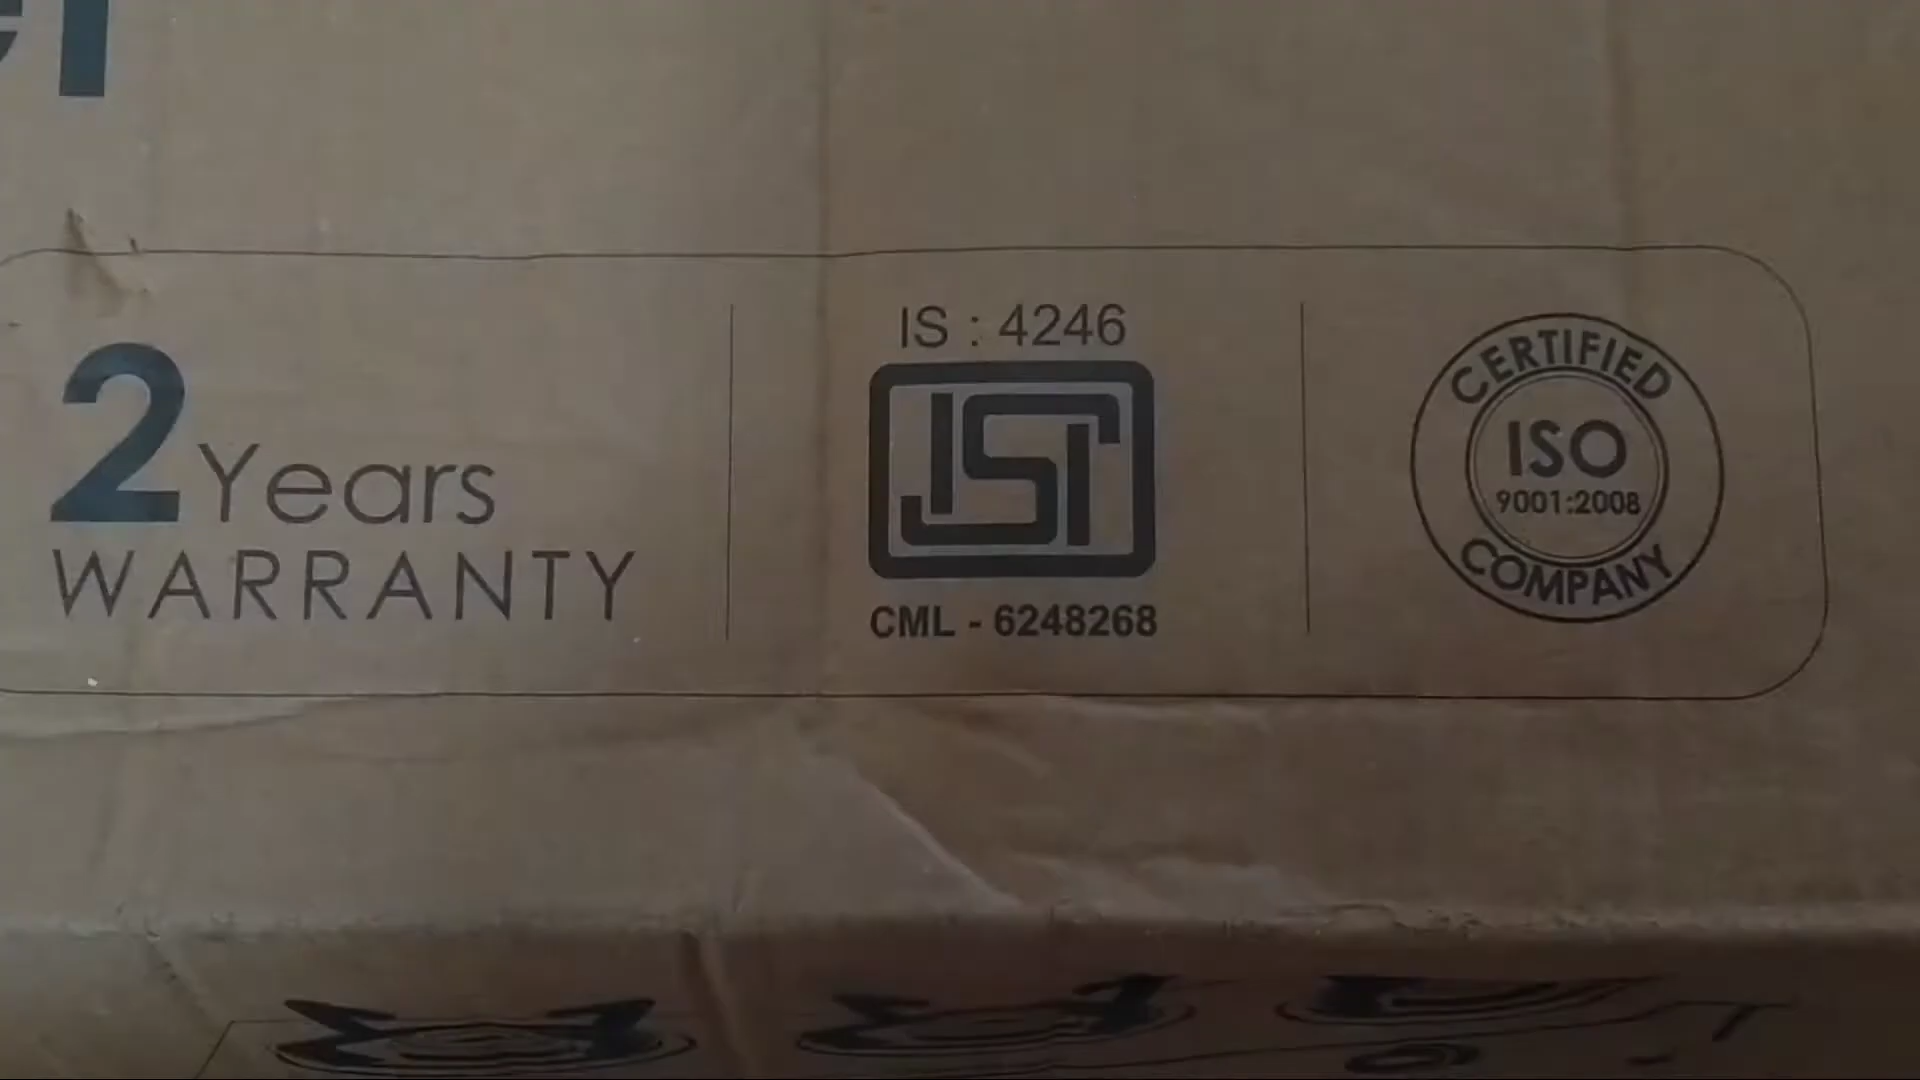 2 Years
WARRANTY
IS : 4246
ISI
CML - 6248268
CERTIFIED
ISO
9001:2008
COMPANY